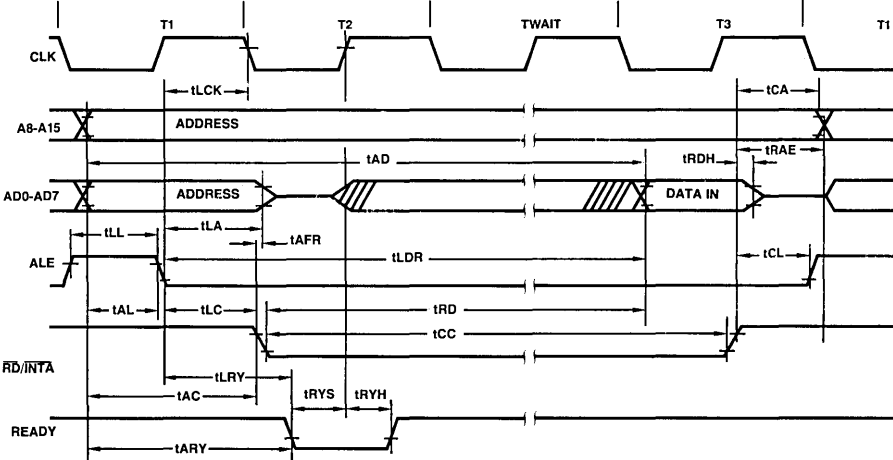 T1 T2 TWAIT T3 T1
CLK
tLCK tCA
A8-A15 ADDRESS
tRAE
tAD tRDH
AD0-AD7 ADDRESS DATA IN
tLL tLA
tAFR
ALE tLDR tCL
tAL tLC tRD
tCC
RD/INTA
tLRY
tAC tRYS tRYH
READY
tARY